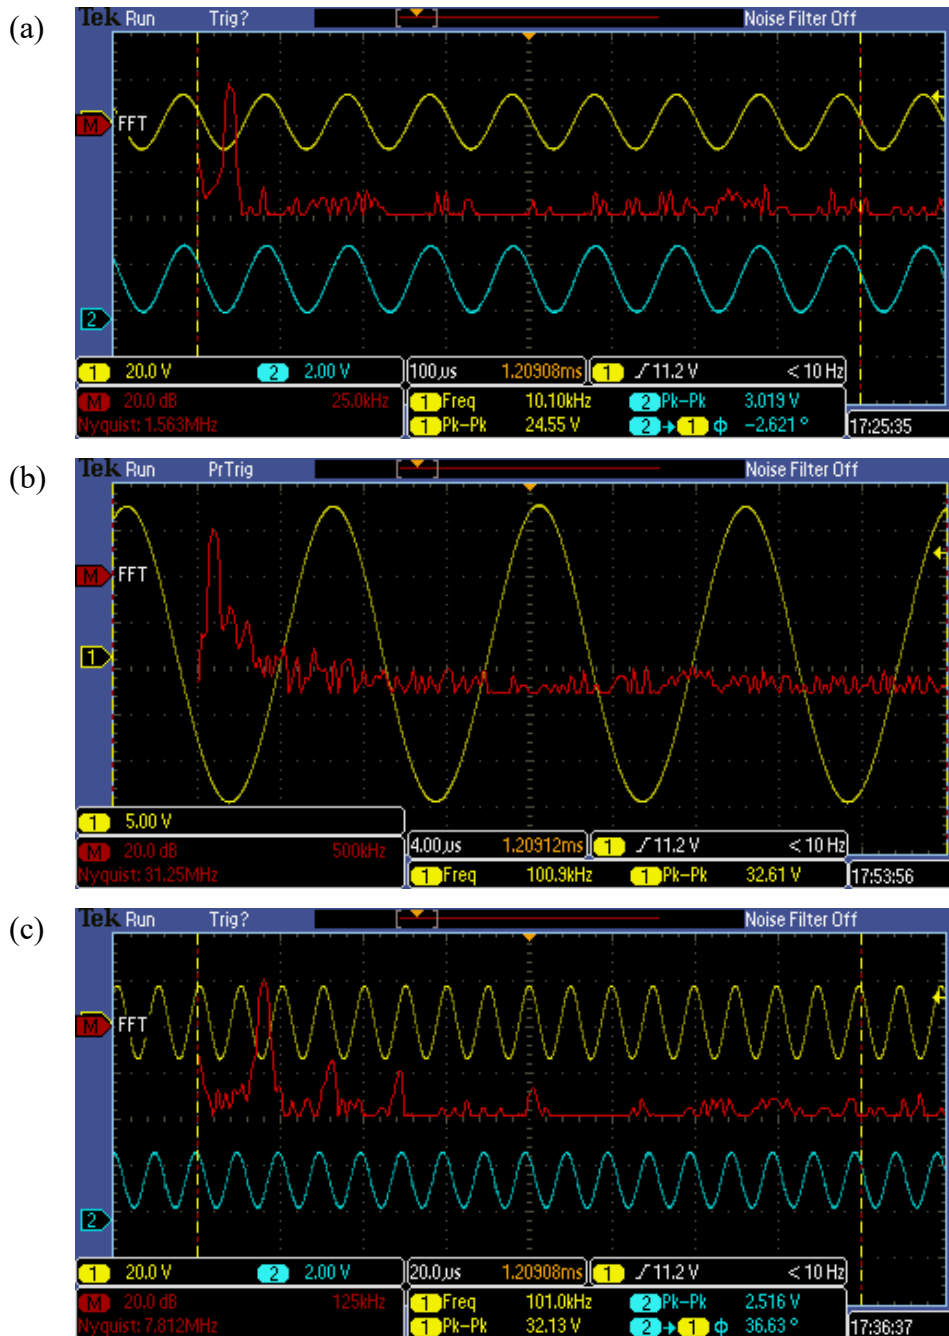 (a)
Tek Run Trig? Noise Filter Off
M FFT
2
1 20.0 V 2 2.00 V 100µs 1.20908ms 1 11.2 V < 10 Hz
M 20.0 dB 25.0kHz 1 Freq 10.10kHz 2 Pk–Pk 3.019 V
Nyquist: 1.563MHz 1 Pk–Pk 24.55 V 2 → 1 ϕ –2.621 ° 17:25:35
(b)
Tek Run PrTrig Noise Filter Off
M FFT
1
1 5.00 V
M 20.0 dB 500kHz 4.00µs 1.20912ms 1 11.2 V < 10 Hz
Nyquist: 31.25MHz 1 Freq 100.9kHz 1 Pk–Pk 32.61 V 17:53:56
(c)
Tek Run Trig? Noise Filter Off
M FFT
2
1 20.0 V 2 2.00 V 20.0µs 1.20908ms 1 11.2 V < 10 Hz
M 20.0 dB 125kHz 1 Freq 101.0kHz 2 Pk–Pk 2.516 V
Nyquist: 7.812MHz 1 Pk–Pk 32.13 V 2 → 1 ϕ 36.63 ° 17:36:37